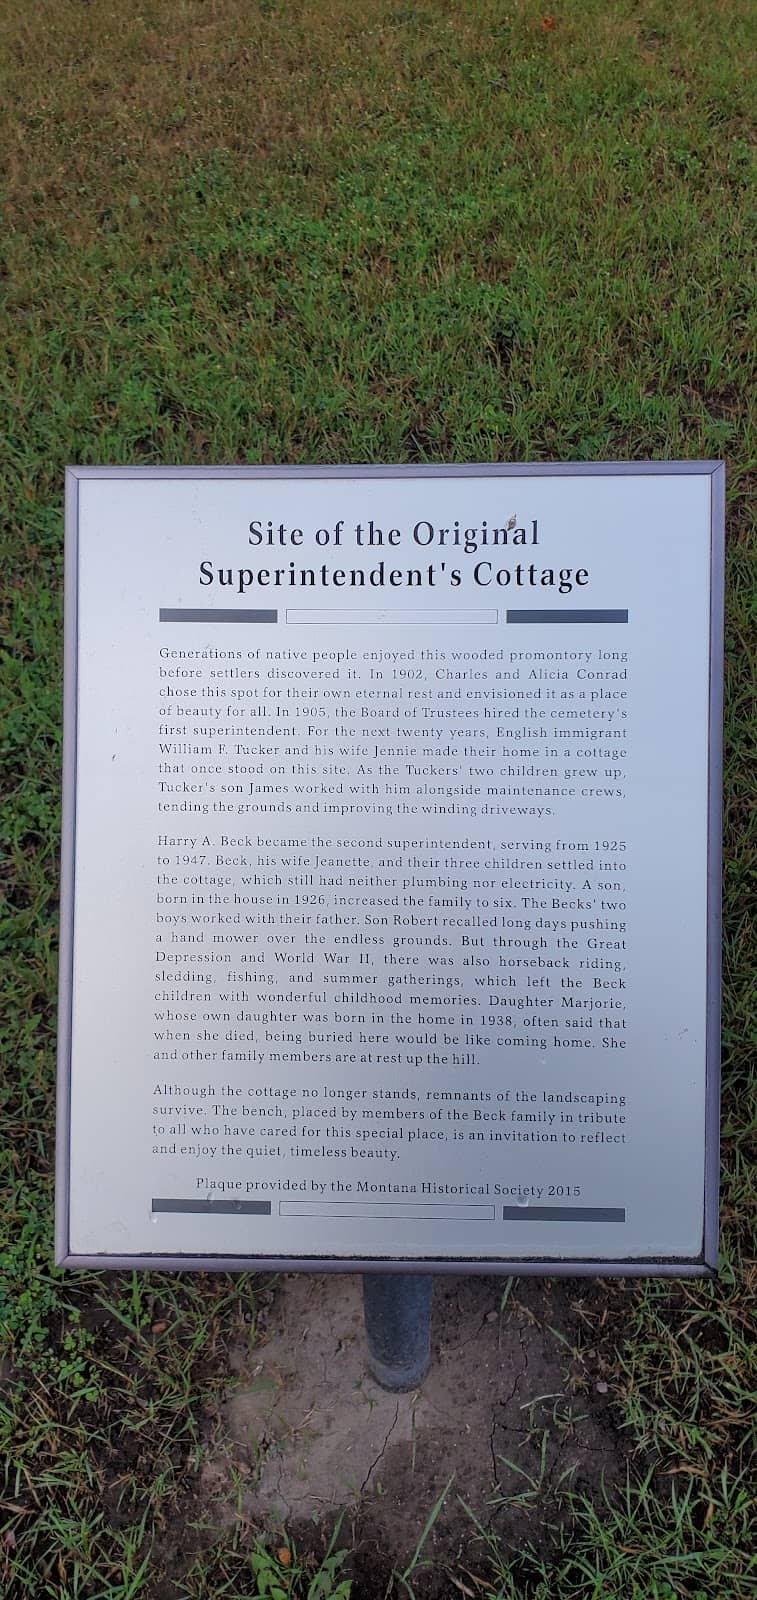 Site of the Original
Superintendent's Cottage
Generations of native people enjoyed this wooded promontory long
before settlers discovered it. In 1902, Charles and Alicia Conrad
chose this spot for their own eternal rest and envisioned it as a place
of beauty for all. In 1905, the Board of Trustees hired the cemetery's
first superintendent. For the next twenty years, English immigrant
William F. Tucker and his wife Jennie made their home in a cottage
that once stood on this site. As the Tuckers' two children grew up,
Tucker's son James worked with him alongside maintenance crews,
tending the grounds and improving the winding driveways.
Harry A. Beck became the second superintendent, serving from 1925
to 1947. Beck, his wife Jeanette, and their three children settled into
the cottage, which still had neither plumbing nor electricity. A son,
born in the house in 1926, increased the family to six. The Becks' two
boys worked with their father. Son Robert recalled long days pushing
a hand mower over the endless grounds. But through the Great
Depression and World War II, there was also horseback riding,
sledding, fishing, and summer gatherings, which left the Beck
children with wonderful childhood memories. Daughter Marjorie,
whose own daughter was born in the home in 1938, often said that
when she died, being buried here would be like coming home. She
and other family members are at rest up the hill.
Although the cottage no longer stands, remnants of the landscaping
survive. The bench, placed by members of the Beck family in tribute
to all who have cared for this special place, is an invitation to reflect
and enjoy the quiet, timeless beauty.
Plaque provided by the Montana Historical Society 2015